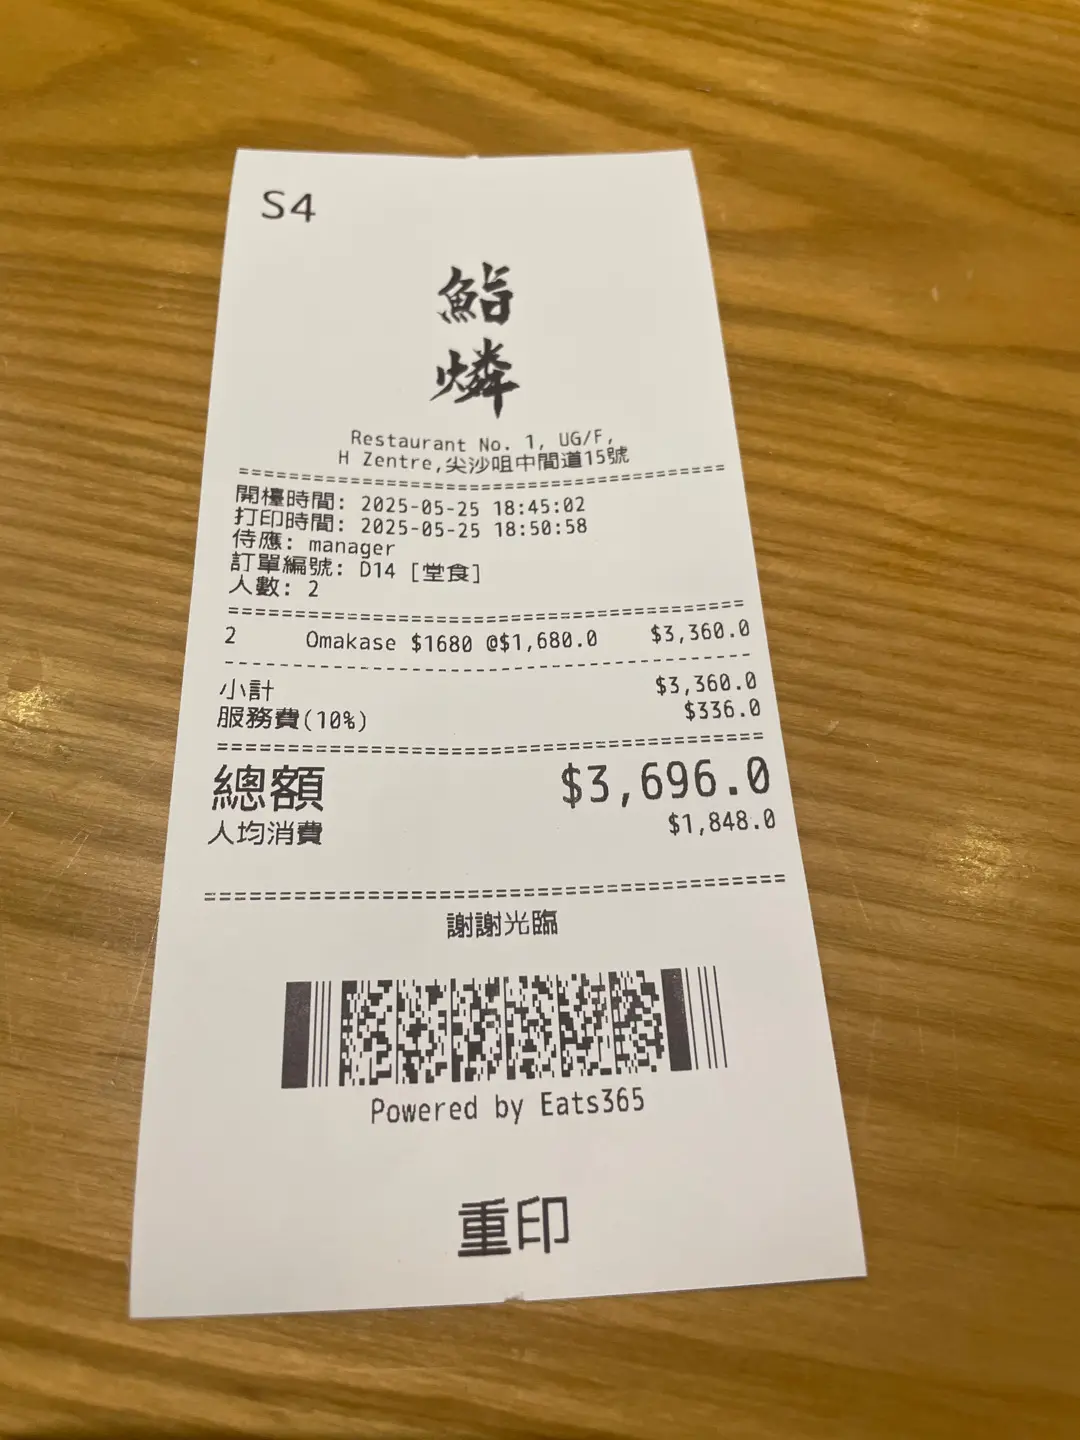 S4
鮨
燐
Restaurant No. 1, UG/F,
H Zentre,尖沙咀中間道15號
========================================
開檯時間: 2025-05-25 18:45:02
打印時間: 2025-05-25 18:50:58
侍應: manager
訂單編號: D14 [堂食]
人數: 2
========================================
2 Omakase $1680 @$1,680.0 $3,360.0
----------------------------------------
小計 $3,360.0
服務費(10%) $336.0
========================================
總額 $3,696.0
人均消費 $1,848.0
========================================
謝謝光臨
Powered by Eats365
重印